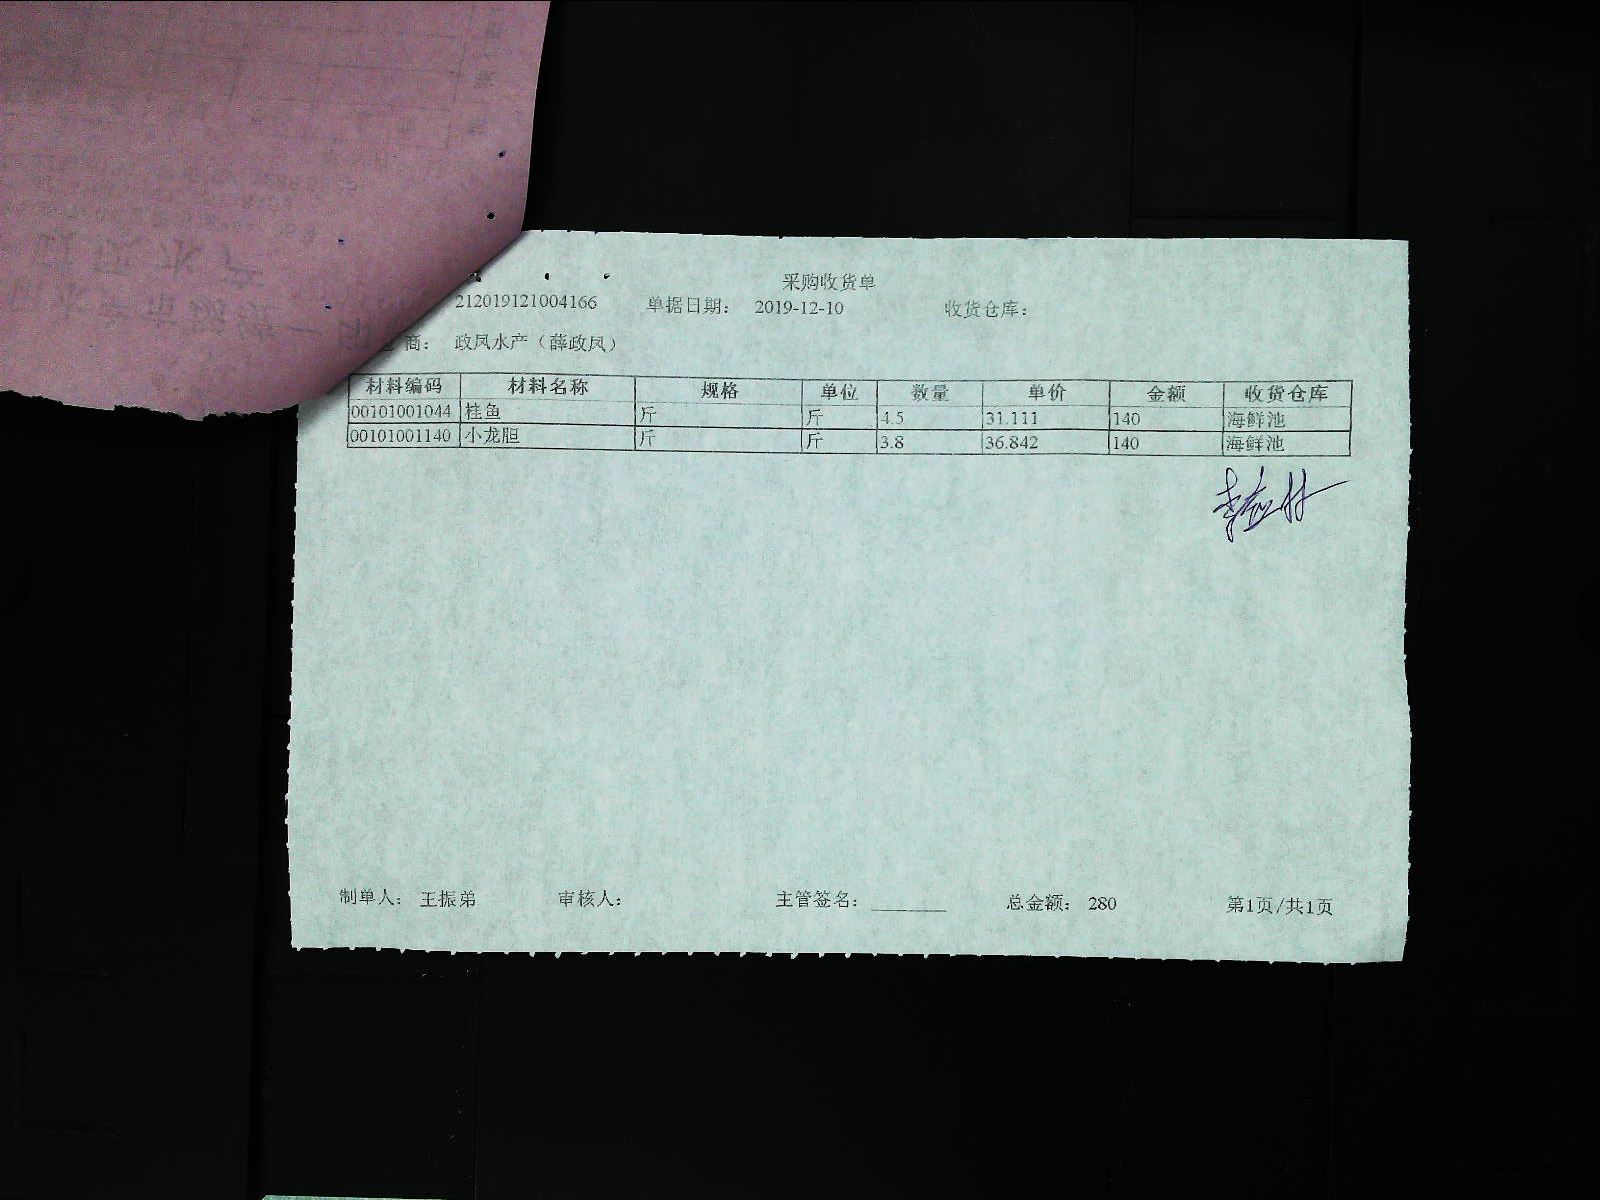 采购收货单
212019121004166 单据日期： 2019-12-10 收货仓库：
商： 政凤水产（薛政凤）
材料编码 材料名称 规格 单位 数量 单价 金额 收货仓库
00101001044 桂鱼 斤 斤 4.5 31.111 140 海鲜池
00101001140 小龙胆 斤 斤 3.8 36.842 140 海鲜池
制单人： 王振弟 审核人： 主管签名： 总金额： 280 第1页/共1页